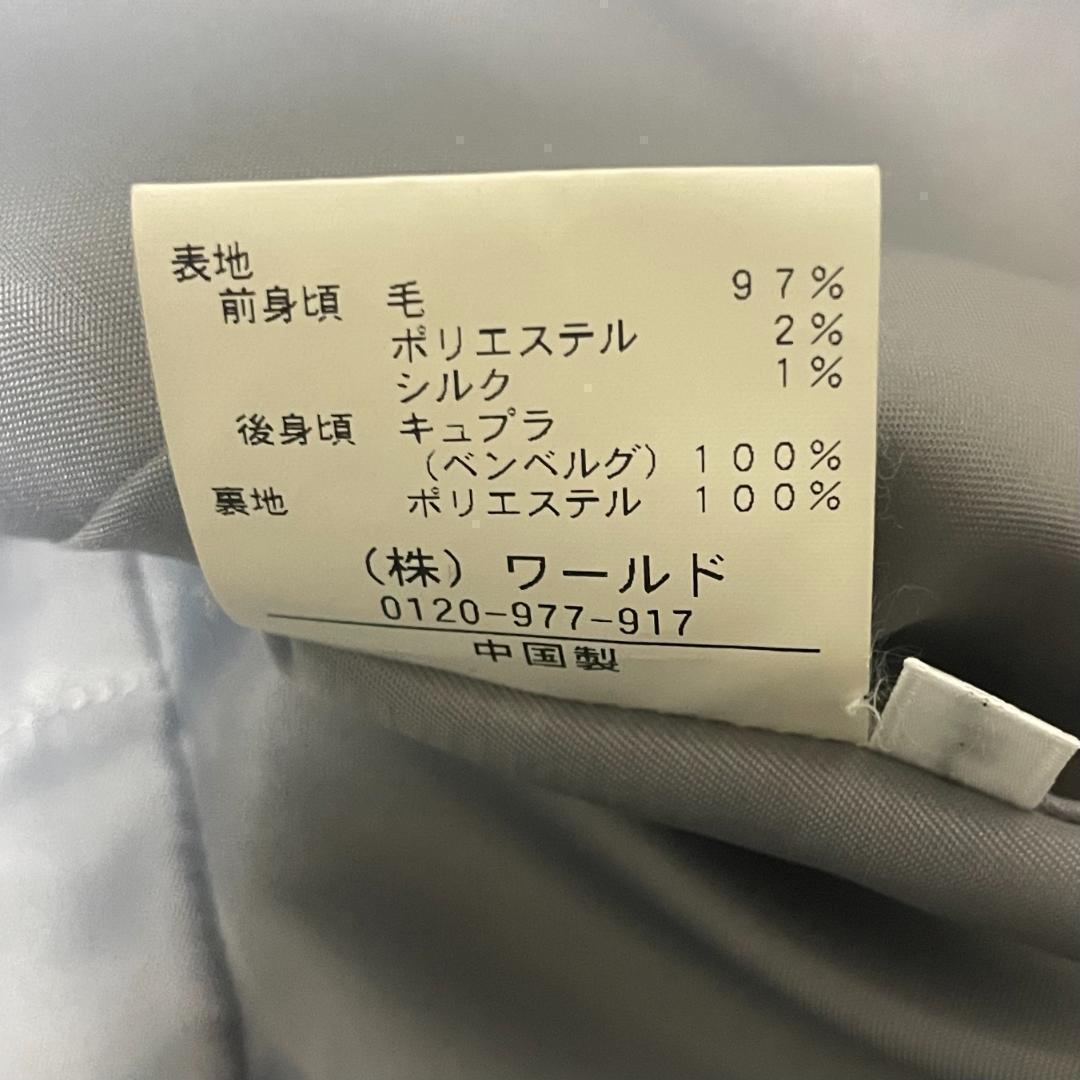 表地
前身頃 毛 97%
ポリエステル 2%
シルク 1%
後身頃 キュプラ
(ベンベルグ) 100%
裏地 ポリエステル 100%
(株) ワールド
0120-977-917
中国製